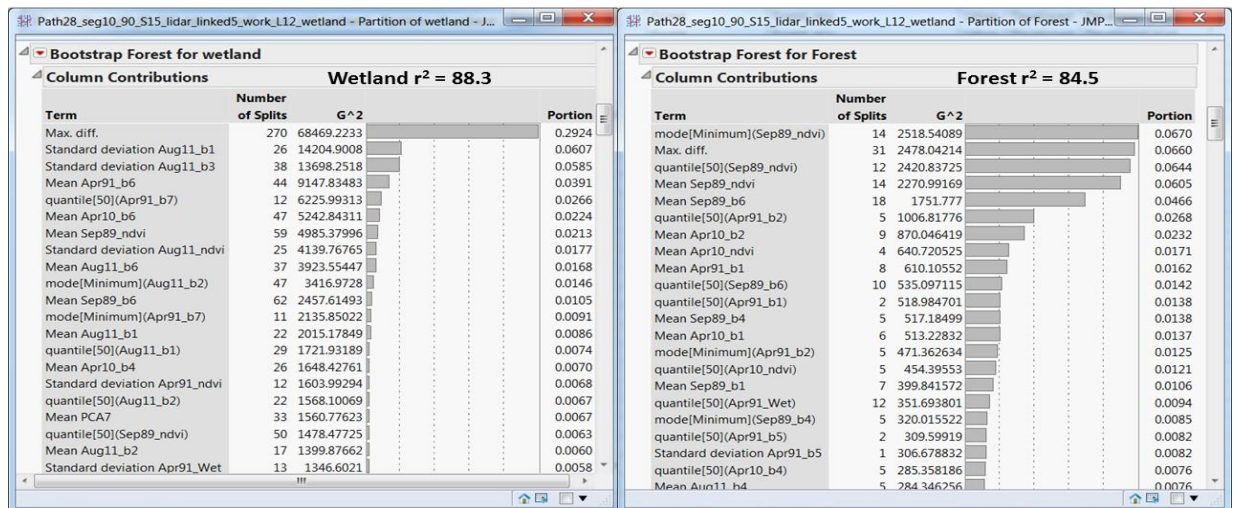 Path28_seg10_90_S15_lidar_linked5_work_L12_wetland - Partition of wetland - J...
Bootstrap Forest for wetland
Column Contributions Wetland r² = 88.3
Number
Term of Splits G^2 Portion
Max. diff. 270 68469.2233 0.2924
Standard deviation Aug11_b1 26 14204.9008 0.0607
Standard deviation Aug11_b3 38 13698.2518 0.0585
Mean Apr91_b6 44 9147.83483 0.0391
quantile[50](Apr91_b7) 12 6225.99313 0.0266
Mean Apr10_b6 47 5242.84311 0.0224
Mean Sep89_ndvi 59 4985.37996 0.0213
Standard deviation Aug11_ndvi 25 4139.76765 0.0177
Mean Aug11_b6 37 3923.55447 0.0168
mode[Minimum](Aug11_b2) 47 3416.9728 0.0146
Mean Sep89_b6 62 2457.61493 0.0105
mode[Minimum](Apr91_b7) 11 2135.85022 0.0091
Mean Aug11_b1 22 2015.17849 0.0086
quantile[50](Aug11_b1) 29 1721.93189 0.0074
Mean Apr10_b4 26 1648.42761 0.0070
Standard deviation Apr91_ndvi 12 1603.99294 0.0068
quantile[50](Aug11_b2) 22 1568.10069 0.0067
Mean PCA7 33 1560.77623 0.0067
quantile[50](Sep89_ndvi) 50 1478.47725 0.0063
Mean Aug11_b2 17 1399.87662 0.0060
Standard deviation Apr91_Wet 13 1346.6021 0.0058
Path28_seg10_90_S15_lidar_linked5_work_L12_wetland - Partition of Forest - JMP...
Bootstrap Forest for Forest
Column Contributions Forest r² = 84.5
Number
Term of Splits G^2 Portion
mode[Minimum](Sep89_ndvi) 14 2518.54089 0.0670
Max. diff. 31 2478.04214 0.0660
quantile[50](Sep89_ndvi) 12 2420.83725 0.0644
Mean Sep89_ndvi 14 2270.99169 0.0605
Mean Sep89_b6 18 1751.777 0.0466
quantile[50](Apr91_b2) 5 1006.81776 0.0268
Mean Apr10_b2 9 870.046419 0.0232
Mean Apr10_ndvi 4 640.720525 0.0171
Mean Apr91_b1 8 610.10552 0.0162
quantile[50](Sep89_b6) 10 535.097115 0.0142
quantile[50](Apr91_b1) 2 518.984701 0.0138
Mean Sep89_b4 5 517.18499 0.0138
Mean Apr10_b1 6 513.22832 0.0137
mode[Minimum](Apr91_b2) 5 471.362634 0.0125
quantile[50](Apr10_ndvi) 5 454.39553 0.0121
Mean Sep89_b1 7 399.841572 0.0106
quantile[50](Apr91_Wet) 12 351.693801 0.0094
mode[Minimum](Sep89_b4) 5 320.015522 0.0085
quantile[50](Apr91_b5) 2 309.59919 0.0082
Standard deviation Apr91_b5 1 306.678832 0.0082
quantile[50](Apr10_b4) 5 285.358186 0.0076
Mean Aug11_b4 5 284.346256 0.0076